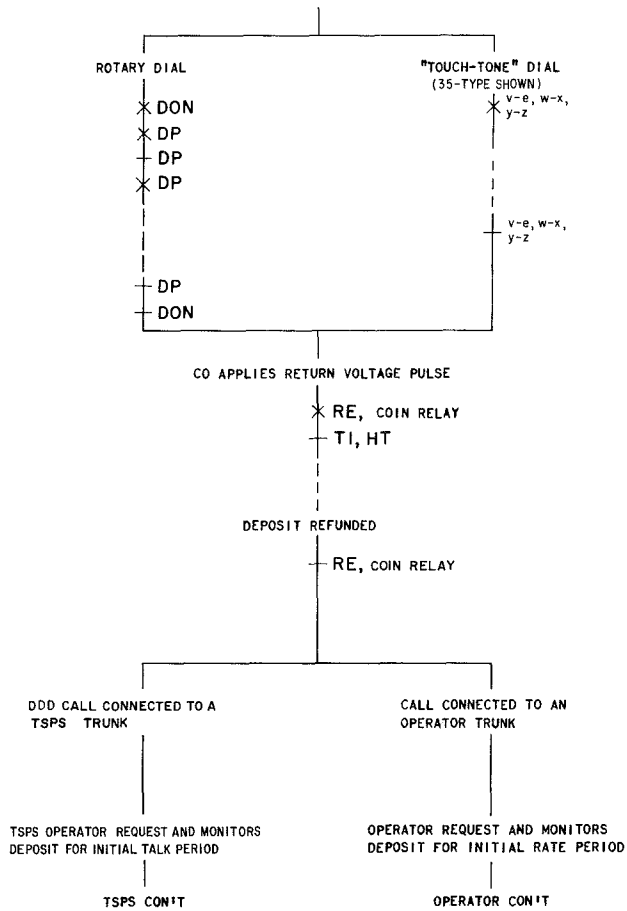 ROTARY DIAL
"TOUCH-TONE" DIAL
(35-TYPE SHOWN)
v-e, w-x,
y-z
DON
DP
DP
DP
v-e, w-x,
y-z
DP
DON
CO APPLIES RETURN VOLTAGE PULSE
RE, COIN RELAY
TI, HT
DEPOSIT REFUNDED
RE, COIN RELAY
DDD CALL CONNECTED TO A
TSPS TRUNK
CALL CONNECTED TO AN
OPERATOR TRUNK
TSPS OPERATOR REQUEST AND MONITORS
DEPOSIT FOR INITIAL TALK PERIOD
OPERATOR REQUEST AND MONITORS
DEPOSIT FOR INITIAL RATE PERIOD
TSPS CON'T
OPERATOR CON'T